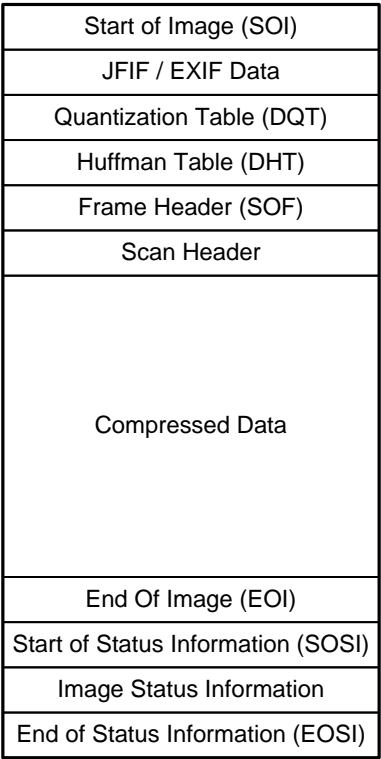 Start of Image (SOI)
JFIF / EXIF Data
Quantization Table (DQT)
Huffman Table (DHT)
Frame Header (SOF)
Scan Header
Compressed Data
End Of Image (EOI)
Start of Status Information (SOSI)
Image Status Information
End of Status Information (EOSI)